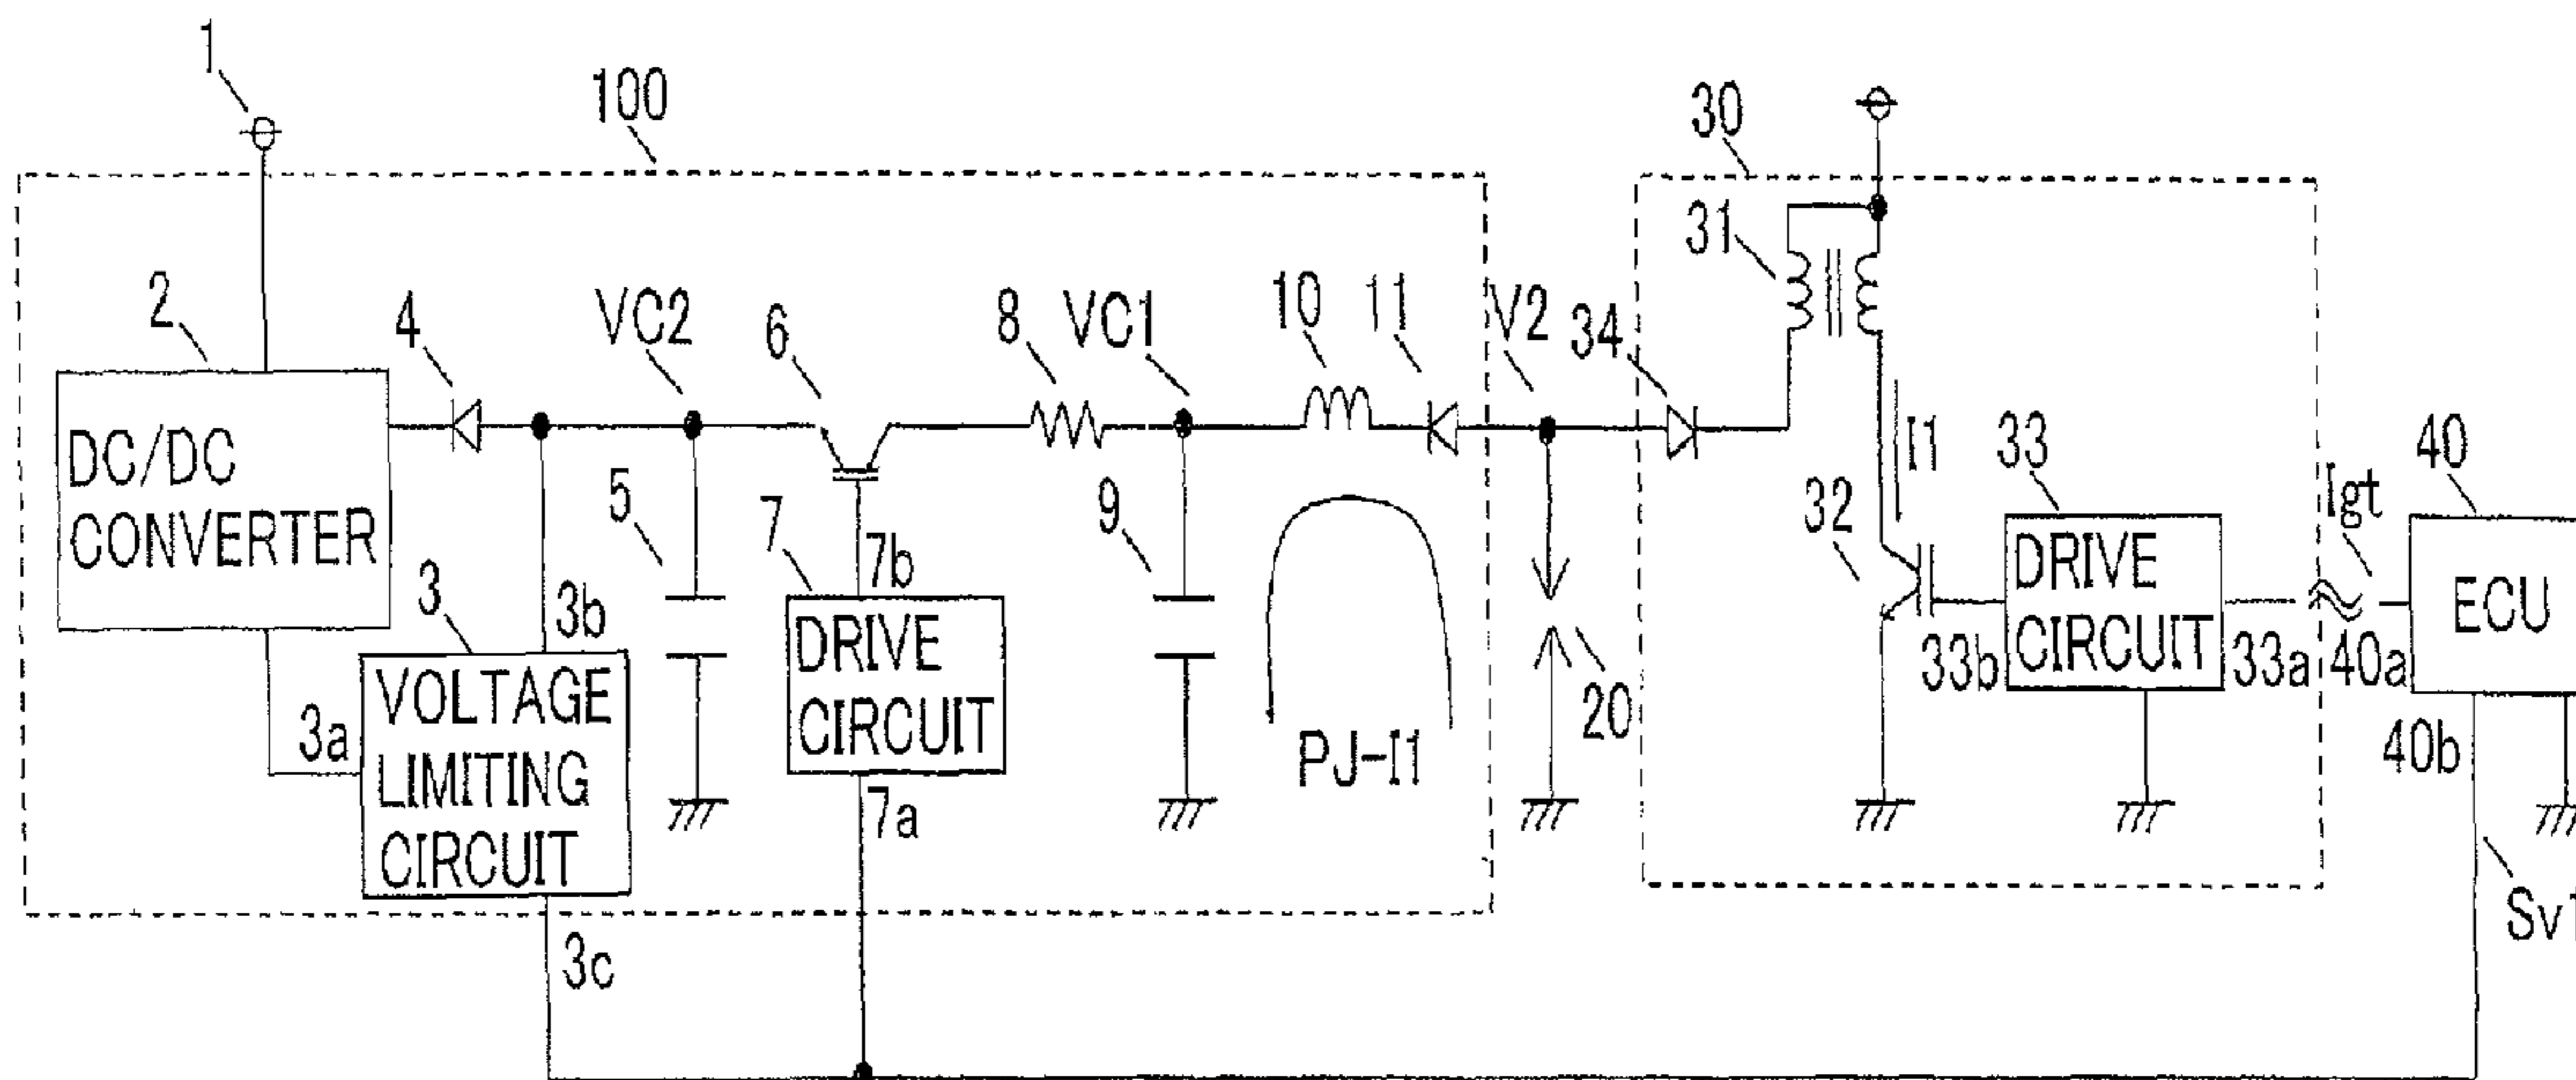 1
100
30
31
2
4
VC2
6
8
VC1
10
11
V2
34
DC/DC
CONVERTER
5
7
7b
9
I1
32
33
Igt
40
3
3b
3a
VOLTAGE
LIMITING
CIRCUIT
DRIVE
CIRCUIT
7a
PJ-I1
20
33b
DRIVE
CIRCUIT
33a
40a
ECU
40b
3c